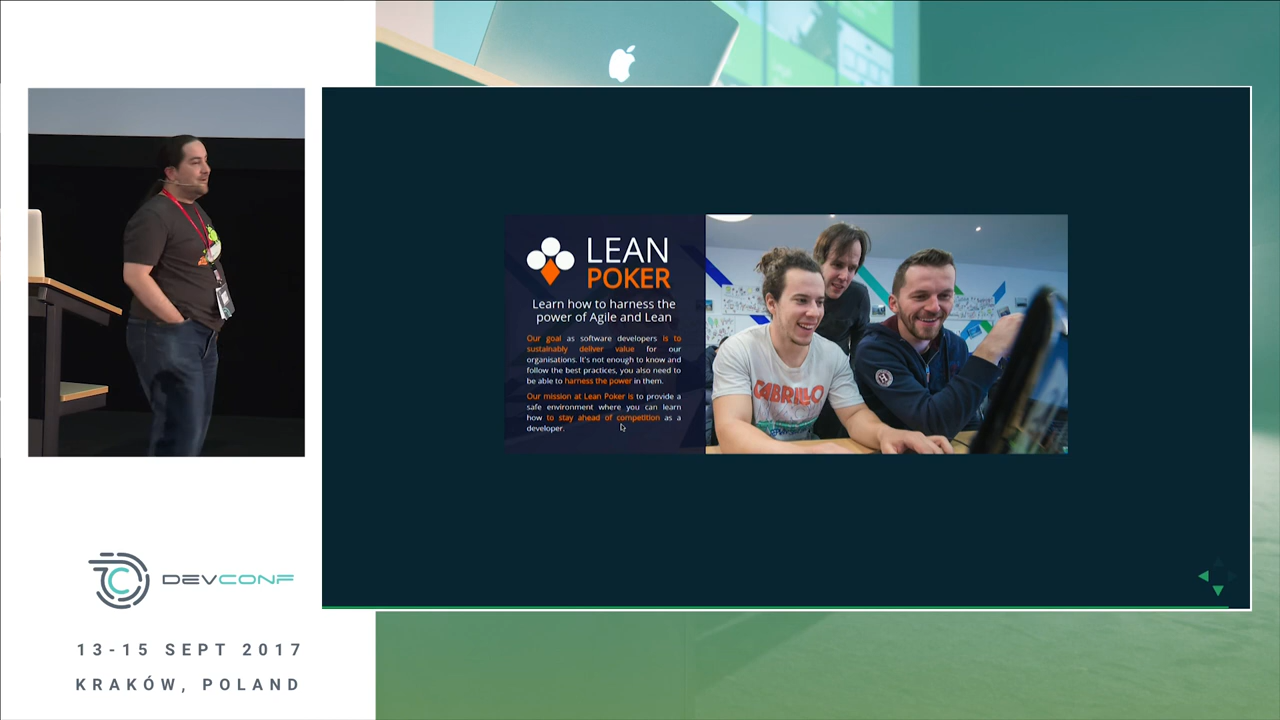 LEAN
POKER
Learn how to harness the
power of Agile and Lean
Our goal as software developers is to
sustainably deliver value for our
organisations. It's not enough to know and
follow the best practices, you also need to
be able to harness the power in them.
Our mission at Lean Poker is to provide a
safe environment where you can learn
how to stay ahead of competition as a
developer.
CABRILLO
DEVCONF
13-15 SEPT 2017
KRAKÓW, POLAND